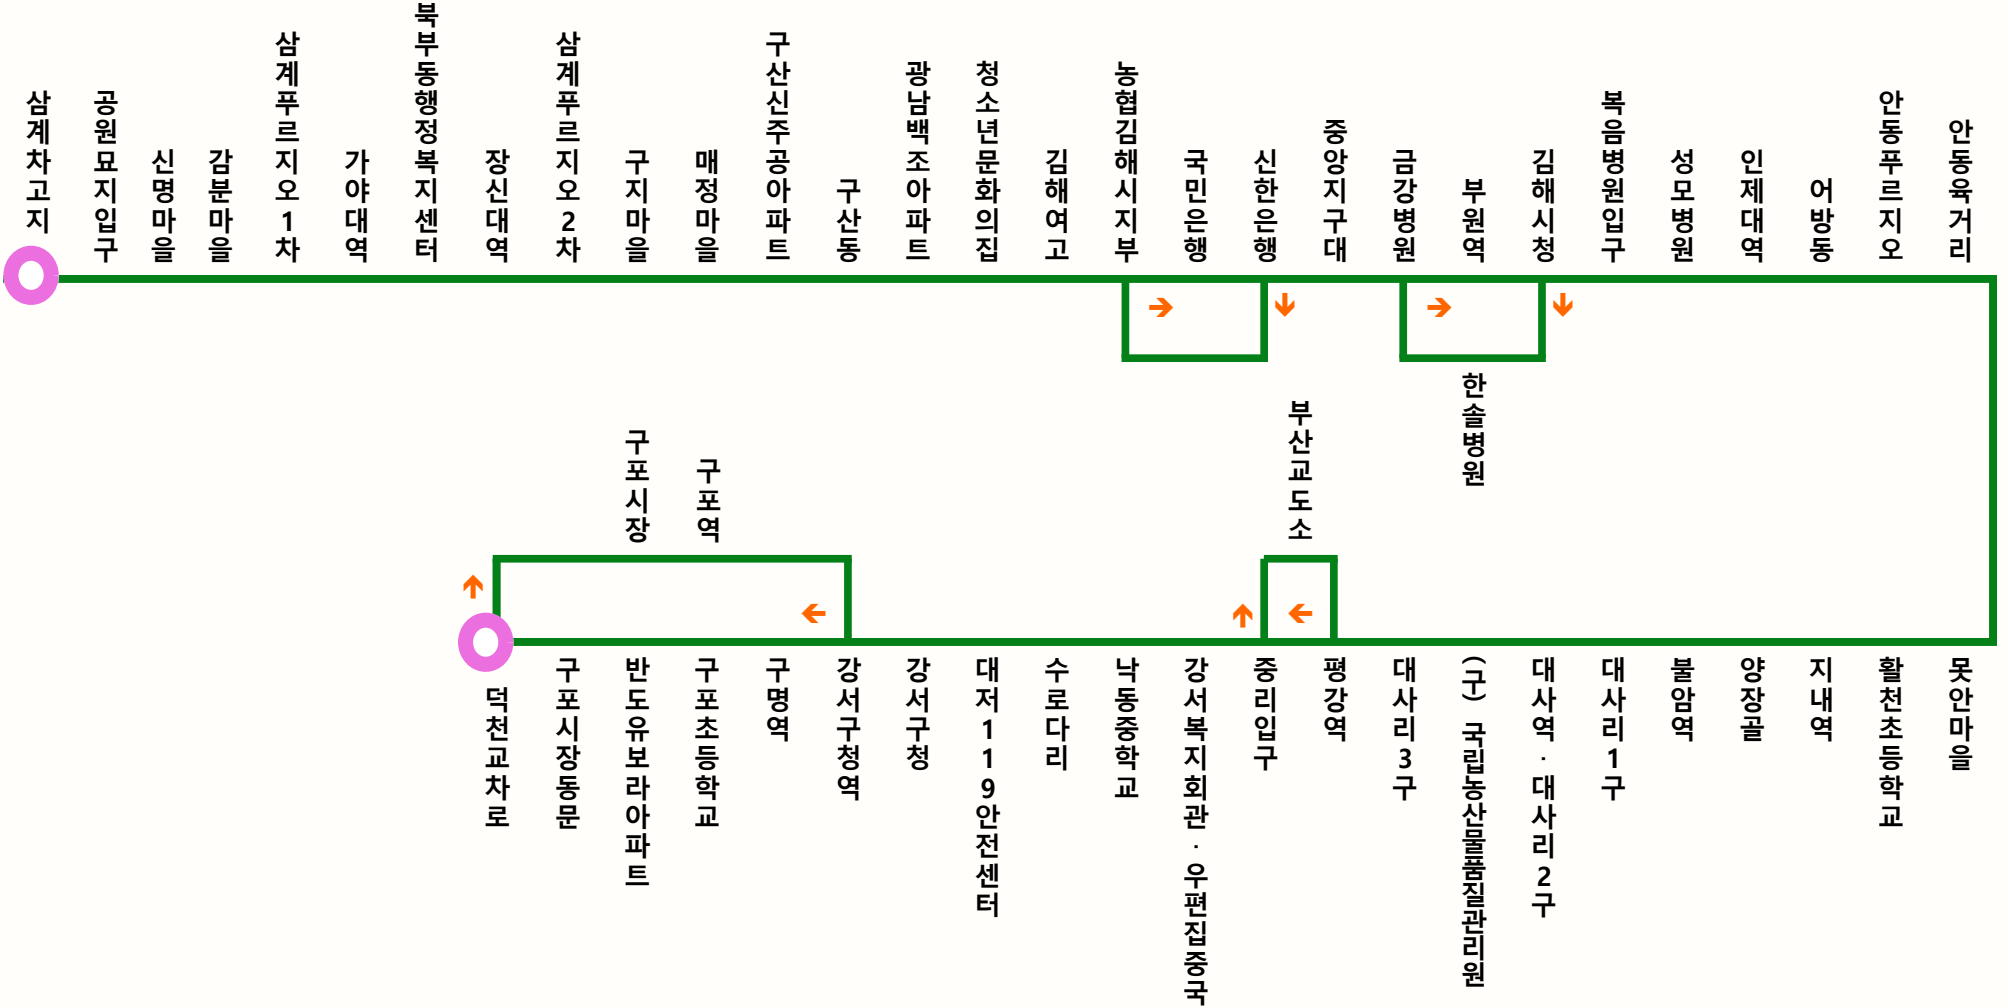 삼계차고지
공원묘지입구
신명마을
감분마을
삼계푸르지오1차
가야대역
북부동행정복지센터
장신대역
삼계푸르지오2차
구지마을
매정마을
구산신주공아파트
구산동
광남백조아파트
청소년문화의집
김해여고
농협김해시지부
국민은행
신한은행
중앙지구대
금강병원
부원역
김해시청
복음병원입구
성모병원
인제대역
어방동
안동푸르지오
안동육거리
한솔병원
구포시장
구포역
부산교도소
덕천교차로
구포시장동문
반도유보라아파트
구포초등학교
구명역
강서구청역
강서구청
대저119안전센터
수로다리
낙동중학교
강서복지회관·우편집중국
중리입구
평강역
대사리3구
(구) 국립농산물품질관리원
대사역·대사리2구
대사리1구
불암역
양장골
지내역
활천초등학교
못안마을